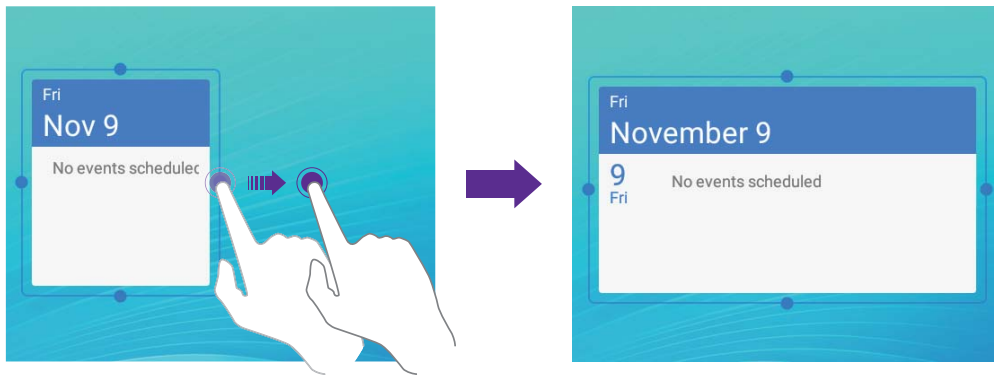 Fri
Nov 9
No events scheduled
Fri
November 9
9
Fri
No events scheduled